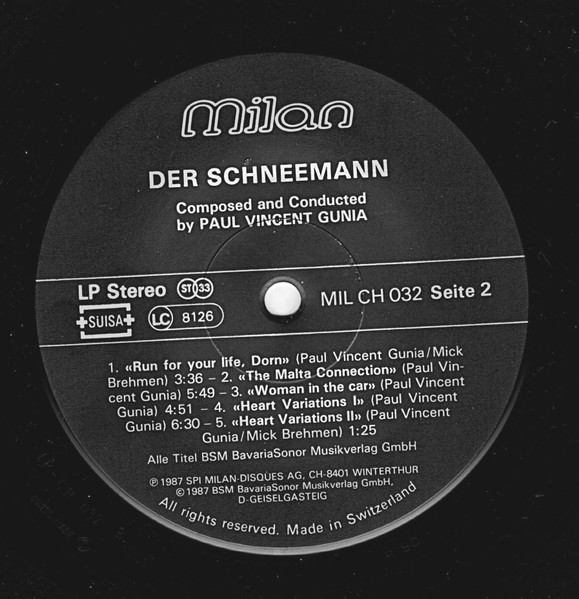 Milan
DER SCHNEEMANN
Composed and Conducted
by PAUL VINCENT GUNIA
LP Stereo ST 33
MIL CH 032 Seite 2
SUISA LC 8126
1. «Run for your life, Dorn» (Paul Vincent Gunia/Mick
Brehmen) 3:36 – 2. «The Malta Connection» (Paul Vin-
cent Gunia) 5:49 – 3. «Woman in the car» (Paul Vincent
Gunia) 4:51 – 4. «Heart Variations I» (Paul Vincent
Gunia) 6:30 – 5. «Heart Variations II» (Paul Vincent
Gunia/Mick Brehmen) 1:25
Alle Titel BSM BavariaSonor Musikverlag GmbH
℗ 1987 SPI MILAN-DISQUES AG, CH-8401 WINTERTHUR
© 1987 BSM BavariaSonor Musikverlag GmbH,
D-GEISELGASTEIG
All rights reserved. Made in Switzerland